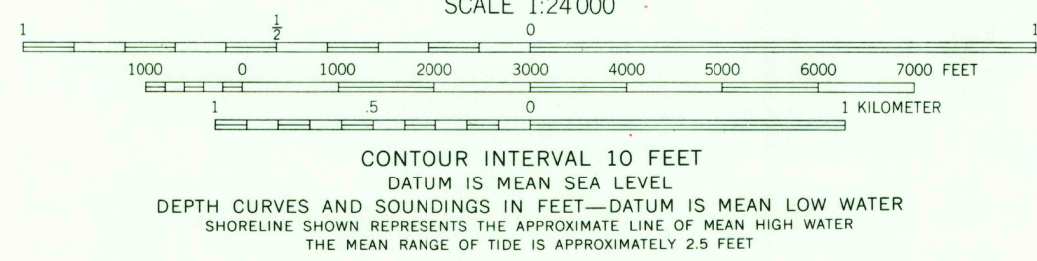 SCALE 1:24 000
1 1/2 0 1
1000 0 1000 2000 3000 4000 5000 6000 7000 FEET
1 .5 0 1 KILOMETER
CONTOUR INTERVAL 10 FEET
DATUM IS MEAN SEA LEVEL
DEPTH CURVES AND SOUNDINGS IN FEET—DATUM IS MEAN LOW WATER
SHORELINE SHOWN REPRESENTS THE APPROXIMATE LINE OF MEAN HIGH WATER
THE MEAN RANGE OF TIDE IS APPROXIMATELY 2.5 FEET